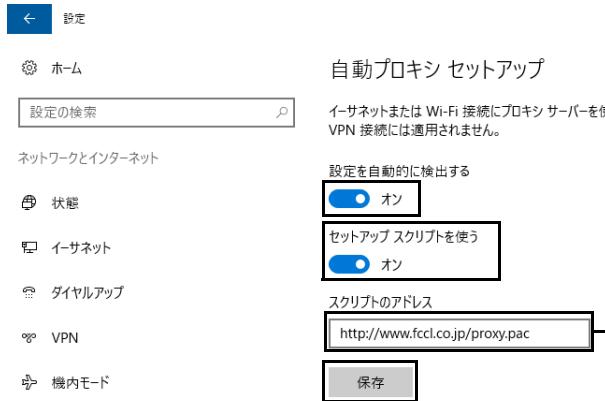 設定
ホーム
設定の検索
ネットワークとインターネット
状態
イーサネット
ダイヤルアップ
VPN
機内モード
自動プロキシ セットアップ
イーサネットまたは Wi-Fi 接続にプロキシ サーバーを使
VPN 接続には適用されません。
設定を自動的に検出する
オン
セットアップ スクリプトを使う
オン
スクリプトのアドレス
http://www.fccl.co.jp/proxy.pac
保存